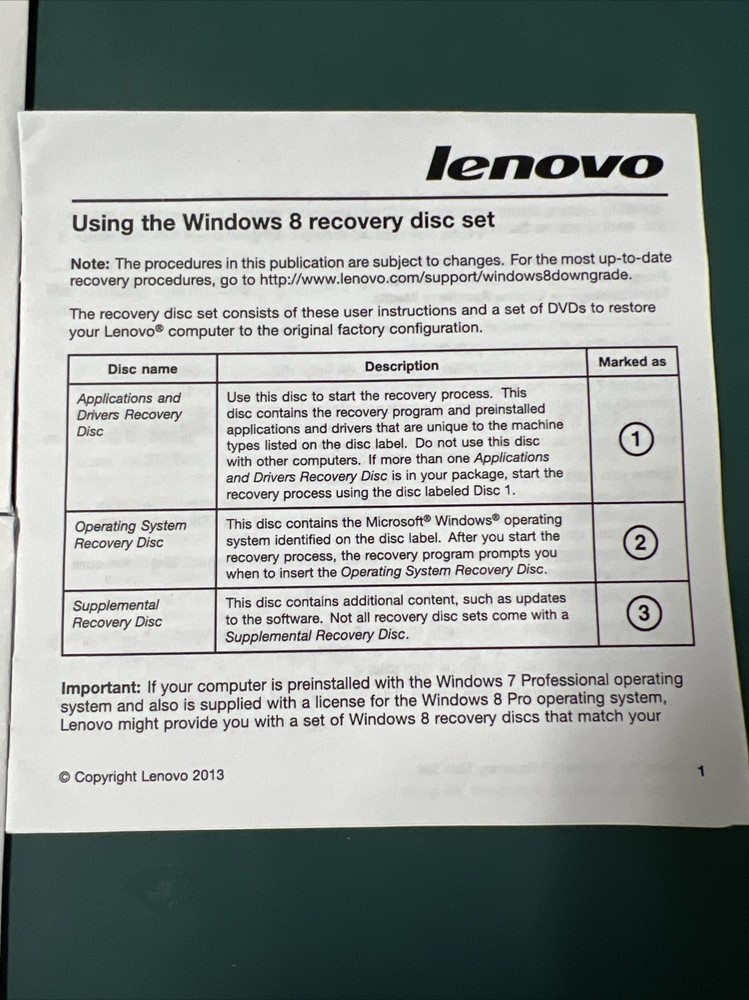 lenovo
Using the Windows 8 recovery disc set
Note: The procedures in this publication are subject to changes. For the most up-to-date
recovery procedures, go to http://www.lenovo.com/support/windows8downgrade.
The recovery disc set consists of these user instructions and a set of DVDs to restore
your Lenovo® computer to the original factory configuration.
Disc name Description Marked as
Applications and
Drivers Recovery
Disc
Use this disc to start the recovery process. This
disc contains the recovery program and preinstalled
applications and drivers that are unique to the machine
types listed on the disc label. Do not use this disc
with other computers. If more than one Applications
and Drivers Recovery Disc is in your package, start the
recovery process using the disc labeled Disc 1.
1
Operating System
Recovery Disc
This disc contains the Microsoft® Windows® operating
system identified on the disc label. After you start the
recovery process, the recovery program prompts you
when to insert the Operating System Recovery Disc.
2
Supplemental
Recovery Disc
This disc contains additional content, such as updates
to the software. Not all recovery disc sets come with a
Supplemental Recovery Disc.
3
Important: If your computer is preinstalled with the Windows 7 Professional operating
system and also is supplied with a license for the Windows 8 Pro operating system,
Lenovo might provide you with a set of Windows 8 recovery discs that match your
© Copyright Lenovo 2013 1